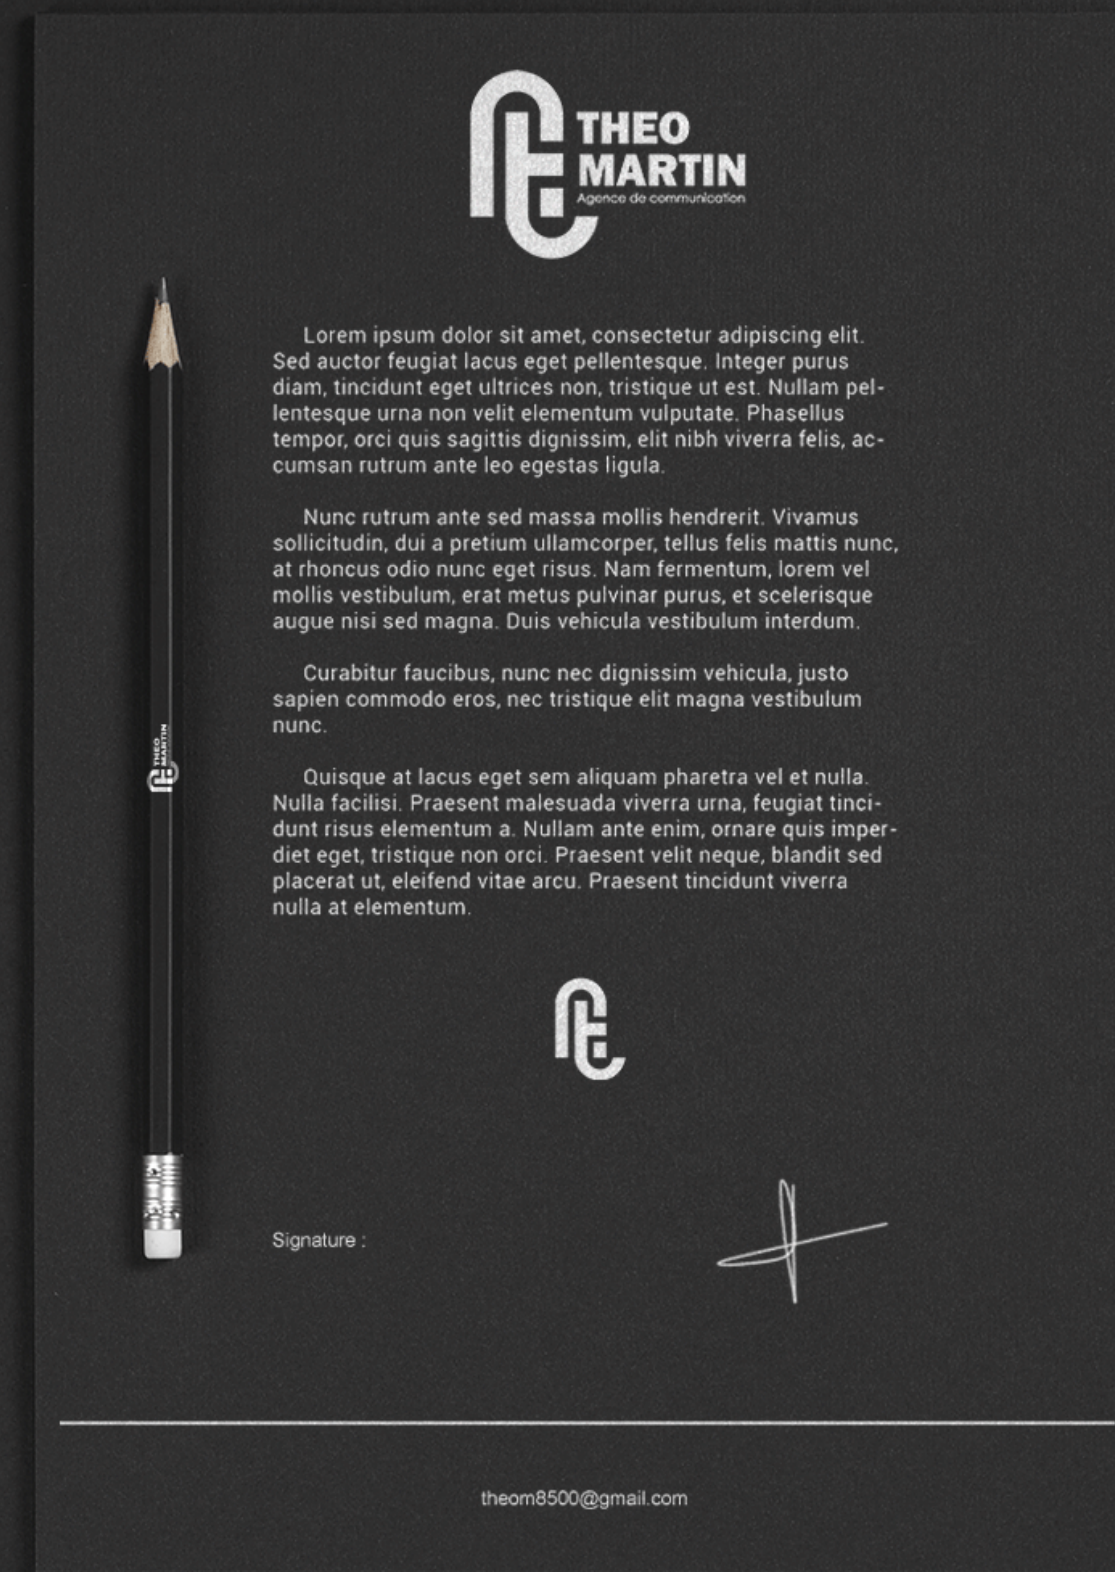 THEO
MARTIN
Agence de communication
Lorem ipsum dolor sit amet, consectetur adipiscing elit.
Sed auctor feugiat lacus eget pellentesque. Integer purus
diam, tincidunt eget ultrices non, tristique ut est. Nullam pel-
lentesque urna non velit elementum vulputate. Phasellus
tempor, orci quis sagittis dignissim, elit nibh viverra felis, ac-
cumsan rutrum ante leo egestas ligula.
Nunc rutrum ante sed massa mollis hendrerit. Vivamus
sollicitudin, dui a pretium ullamcorper, tellus felis mattis nunc,
at rhoncus odio nunc eget risus. Nam fermentum, lorem vel
mollis vestibulum, erat metus pulvinar purus, et scelerisque
augue nisi sed magna. Duis vehicula vestibulum interdum.
Curabitur faucibus, nunc nec dignissim vehicula, justo
sapien commodo eros, nec tristique elit magna vestibulum
nunc.
THEO
MARTIN
Quisque at lacus eget sem aliquam pharetra vel et nulla.
Nulla facilisi. Praesent malesuada viverra urna, feugiat tinci-
dunt risus elementum a. Nullam ante enim, ornare quis imper-
diet eget, tristique non orci. Praesent velit neque, blandit sed
placerat ut, eleifend vitae arcu. Praesent tincidunt viverra
nulla at elementum.
Signature :
theom8500@gmail.com